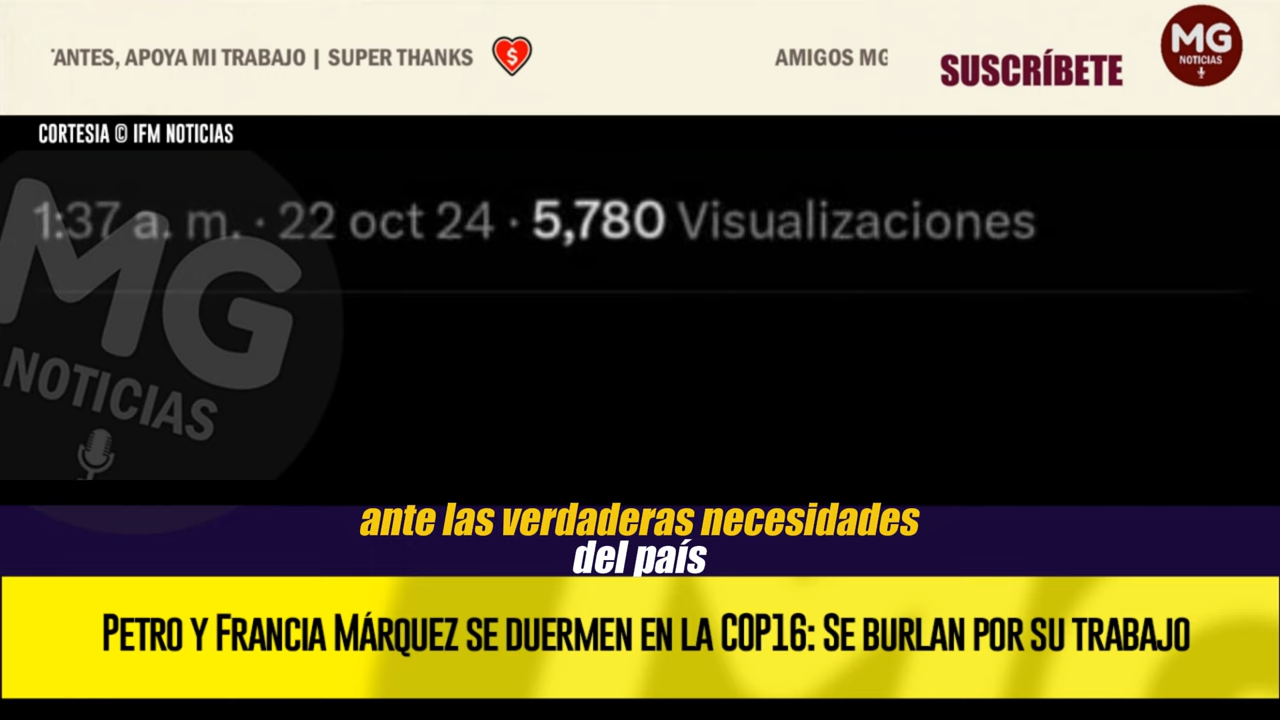 'ANTES, APOYA MI TRABAJO | SUPER THANKS
AMIGOS MG
SUSCRÍBETE
MG
NOTICIAS
CORTESIA © IFM NOTICIAS
1:37 a. m. · 22 oct 24 · 5,780 Visualizaciones
MG
NOTICIAS
ante las verdaderas necesidades
del país
PETRO Y FRANCIA MÁRQUEZ SE DUERMEN EN LA COP16: SE BURLAN POR SU TRABAJO